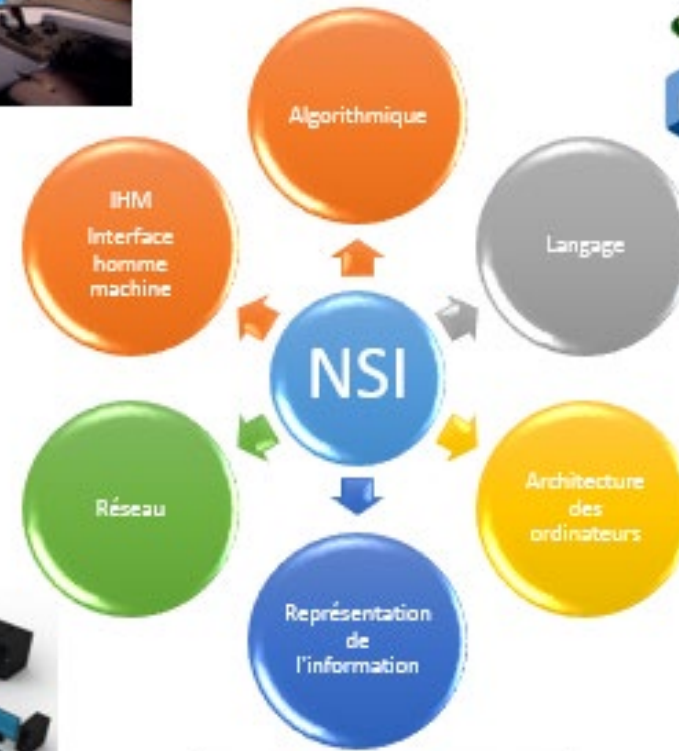 Algorithmique
IHM
Interface
homme
machine
Langage
NSI
Réseau
Architecture
des
ordinateurs
Représentation
de
l'information